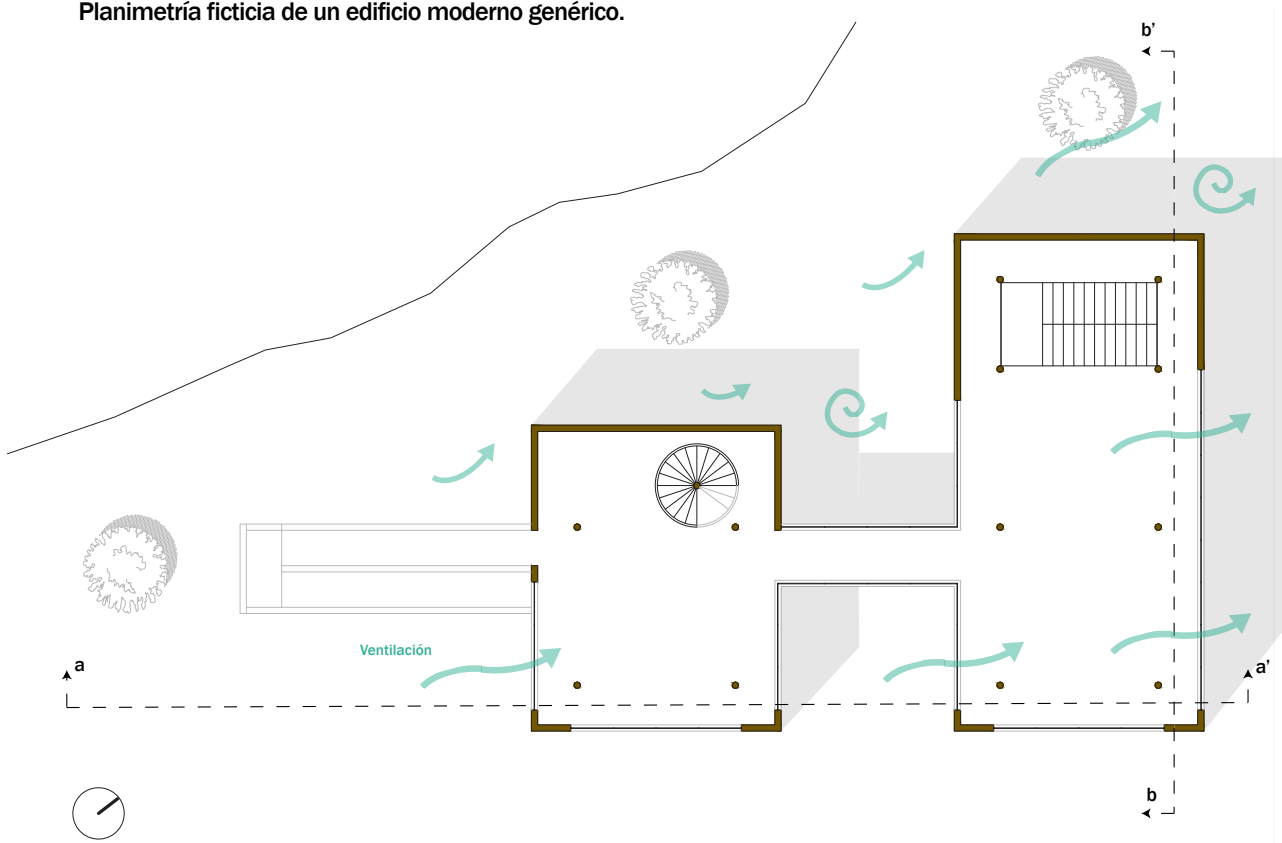 Planimetría ficticia de un edificio moderno genérico.
b’
Ventilación
a
a’
b